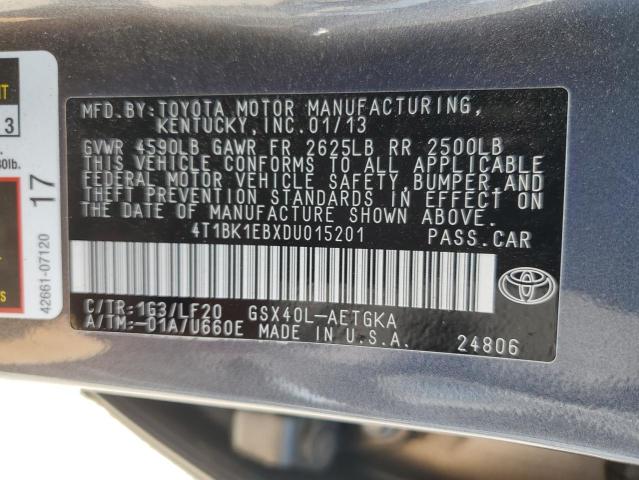 MFD.BY:TOYOTA MOTOR MANUFACTURING,
KENTUCKY,INC.01/13
GVWR 4590LB GAWR FR 2625LB RR 2500LB
THIS VEHICLE CONFORMS TO ALL APPLICABLE
FEDERAL MOTOR VEHICLE SAFETY,BUMPER,AND
THEFT PREVENTION STANDARDS IN EFFECT ON
THE DATE OF MANUFACTURE SHOWN ABOVE.
4T1BK1EBXDU015201 PASS.CAR
C/TR:1G3/LF20 GSX40L-AETGKA
A/TM:-01A/U660E MADE IN U.S.A. 24806
TOYOTA
3
17
42661-07120